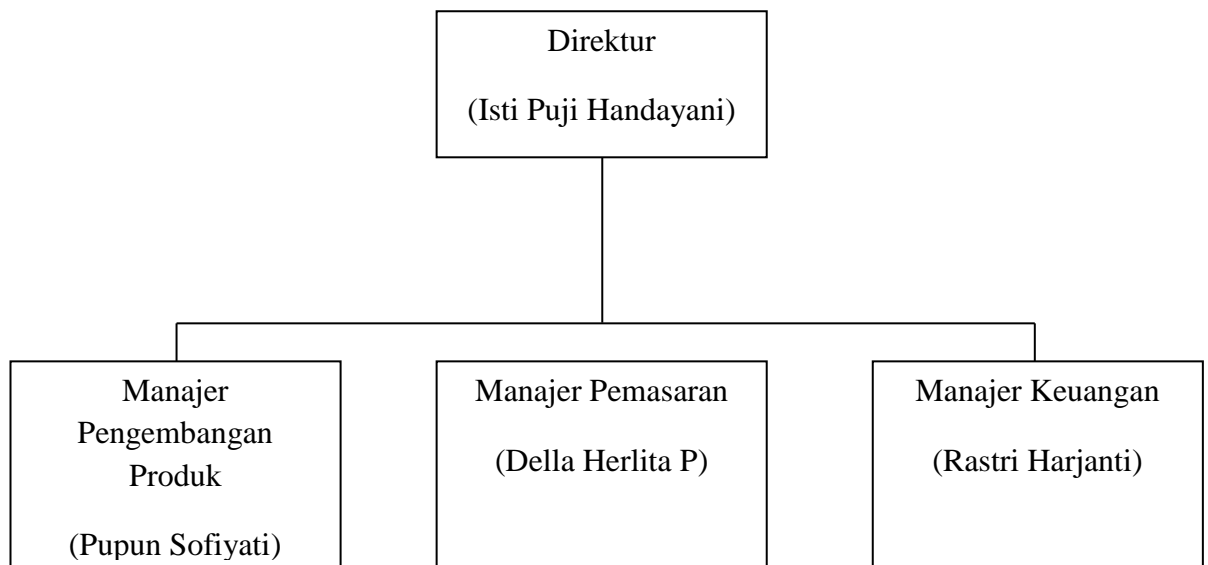 Direktur
(Isti Puji Handayani)
Manajer
Pengembangan
Produk
(Pupun Sofiyati)
Manajer Pemasaran
(Della Herlita P)
Manajer Keuangan
(Rastri Harjanti)